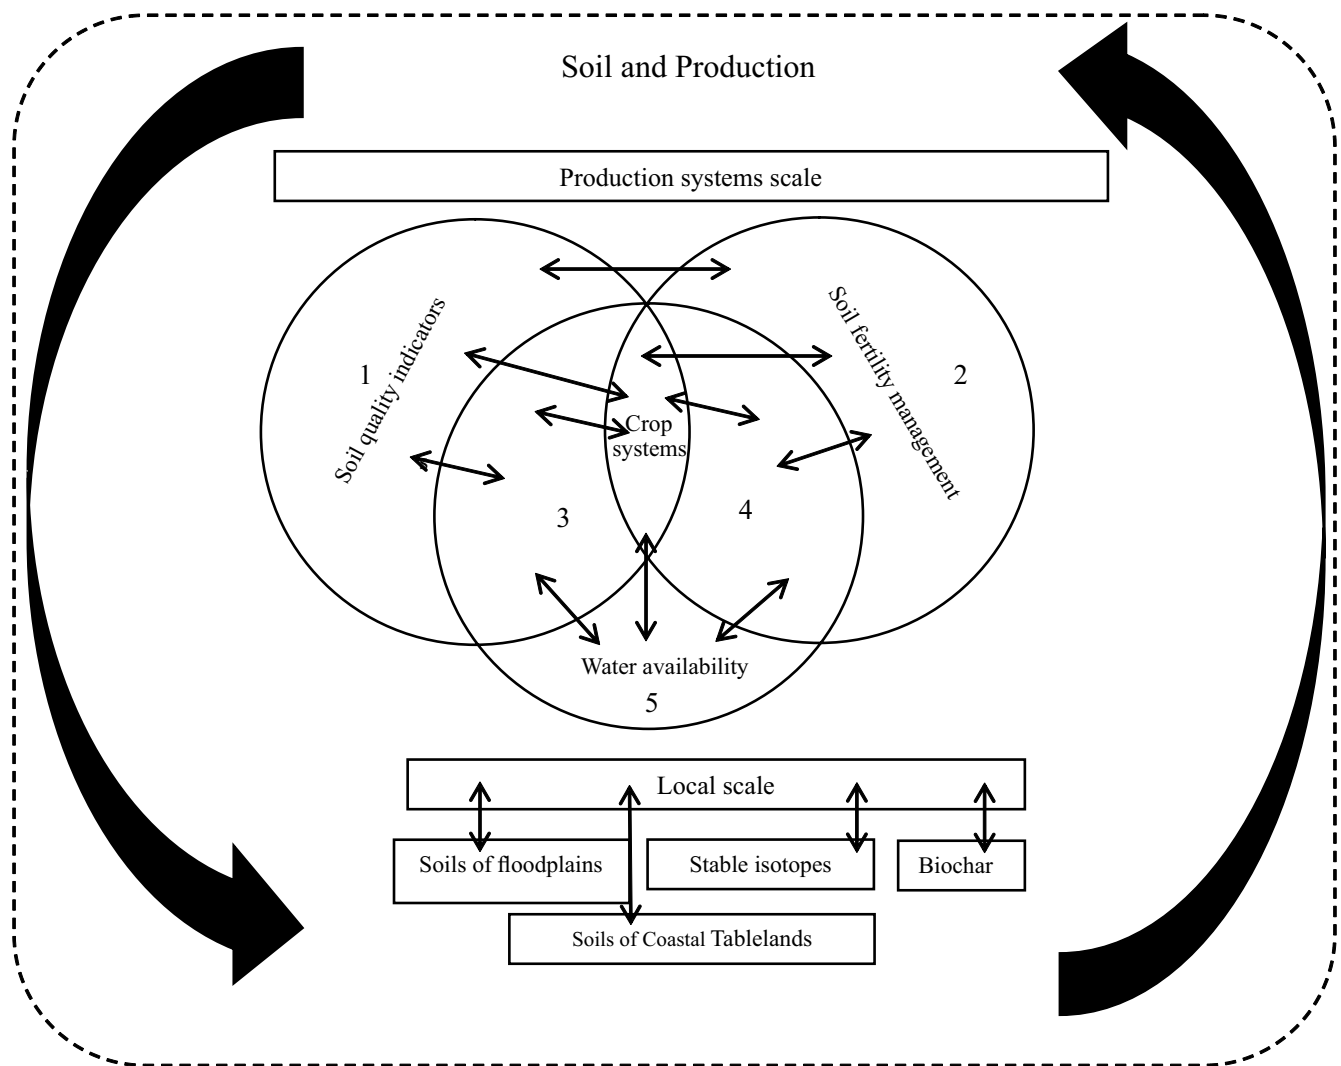 Soil and Production
Production systems scale
1
Soil quality indicators
Soil fertility management
2
Crop
systems
3
4
Water availability
5
Local scale
Soils of floodplains
Stable isotopes
Biochar
Soils of Coastal Tablelands